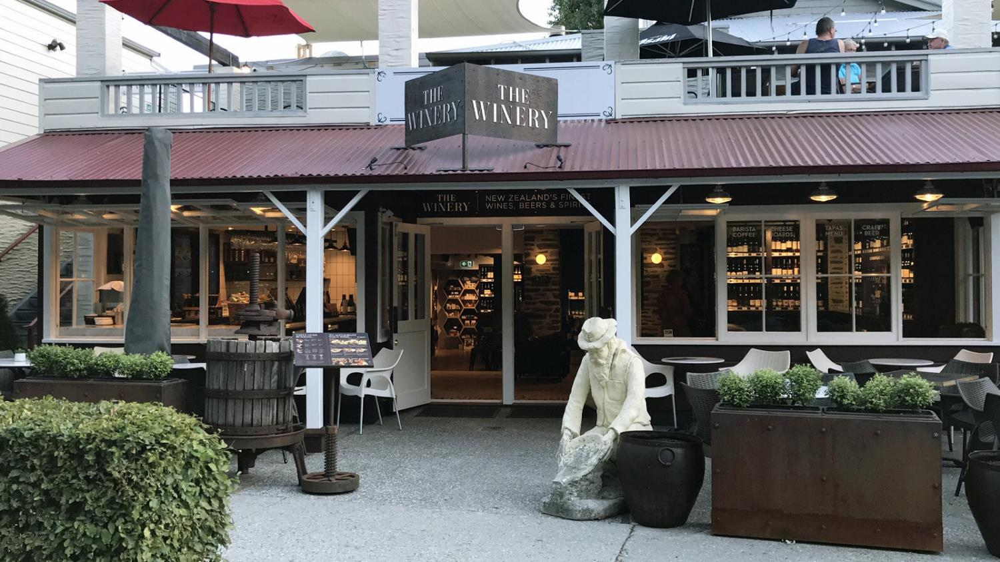 THE
WINERY
THE
WINERY
THE
WINERY
NEW ZEALAND'S FINEST
WINES, BEERS & SPIRI
BARISTA
COFFEE
CHEESE
BOARDS
TAPAS
MENU
CRAFT
BEER